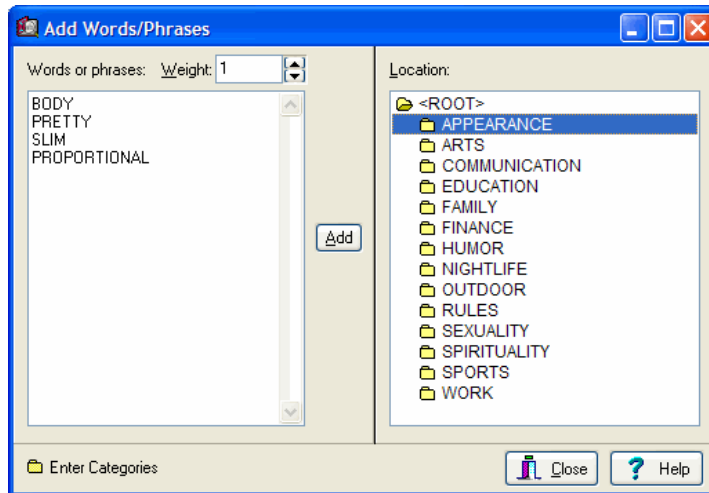 Add Words/Phrases
Words or phrases: Weight: 1
BODY
PRETTY
SLIM
PROPORTIONAL
Add
Location:
<ROOT>
APPEARANCE
ARTS
COMMUNICATION
EDUCATION
FAMILY
FINANCE
HUMOR
NIGHTLIFE
OUTDOOR
RULES
SEXUALITY
SPIRITUALITY
SPORTS
WORK
Enter Categories
Close
? Help